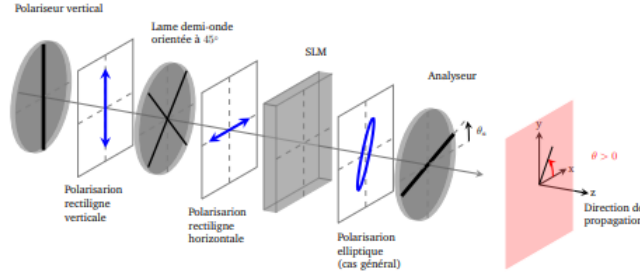 Polariseur vertical
Lame demi-onde
orientée à 45°
SLM
Analyseur
θₐ
y
θ > 0
x
z
Direction de
propagation
Polarisarion
rectiligne
verticale
Polarisarion
rectiligne
horizontale
Polarisarion
elliptique
(cas général)